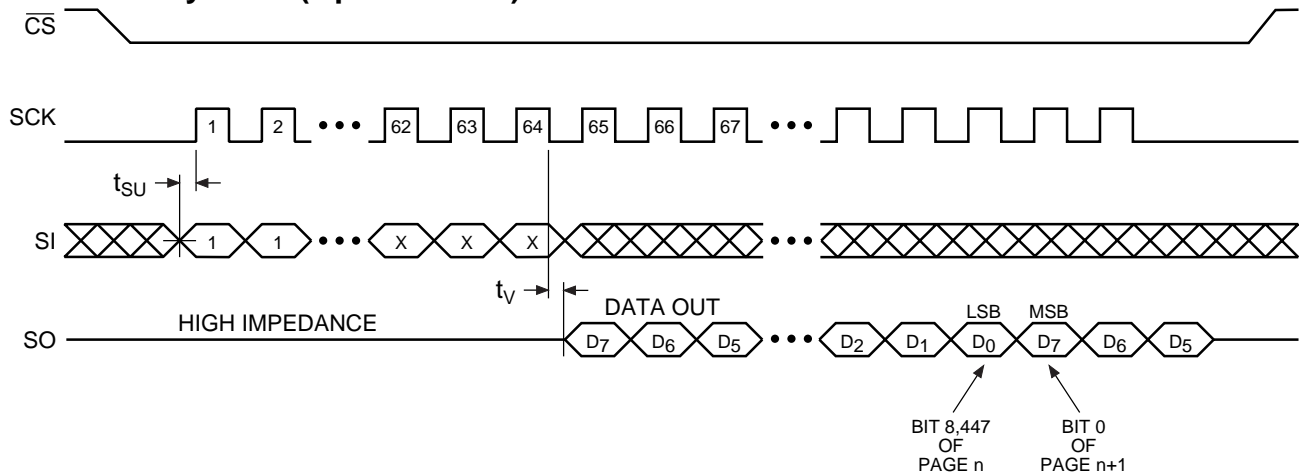 CS
SCK 1 2 ••• 62 63 64 65 66 67 •••
tSU
SI 1 1 ••• X X X •••
tV
HIGH IMPEDANCE
DATA OUT
LSB MSB
SO D7 D6 D5 ••• D2 D1 D0 D7 D6 D5
BIT 8,447
OF
PAGE n
BIT 0
OF
PAGE n+1